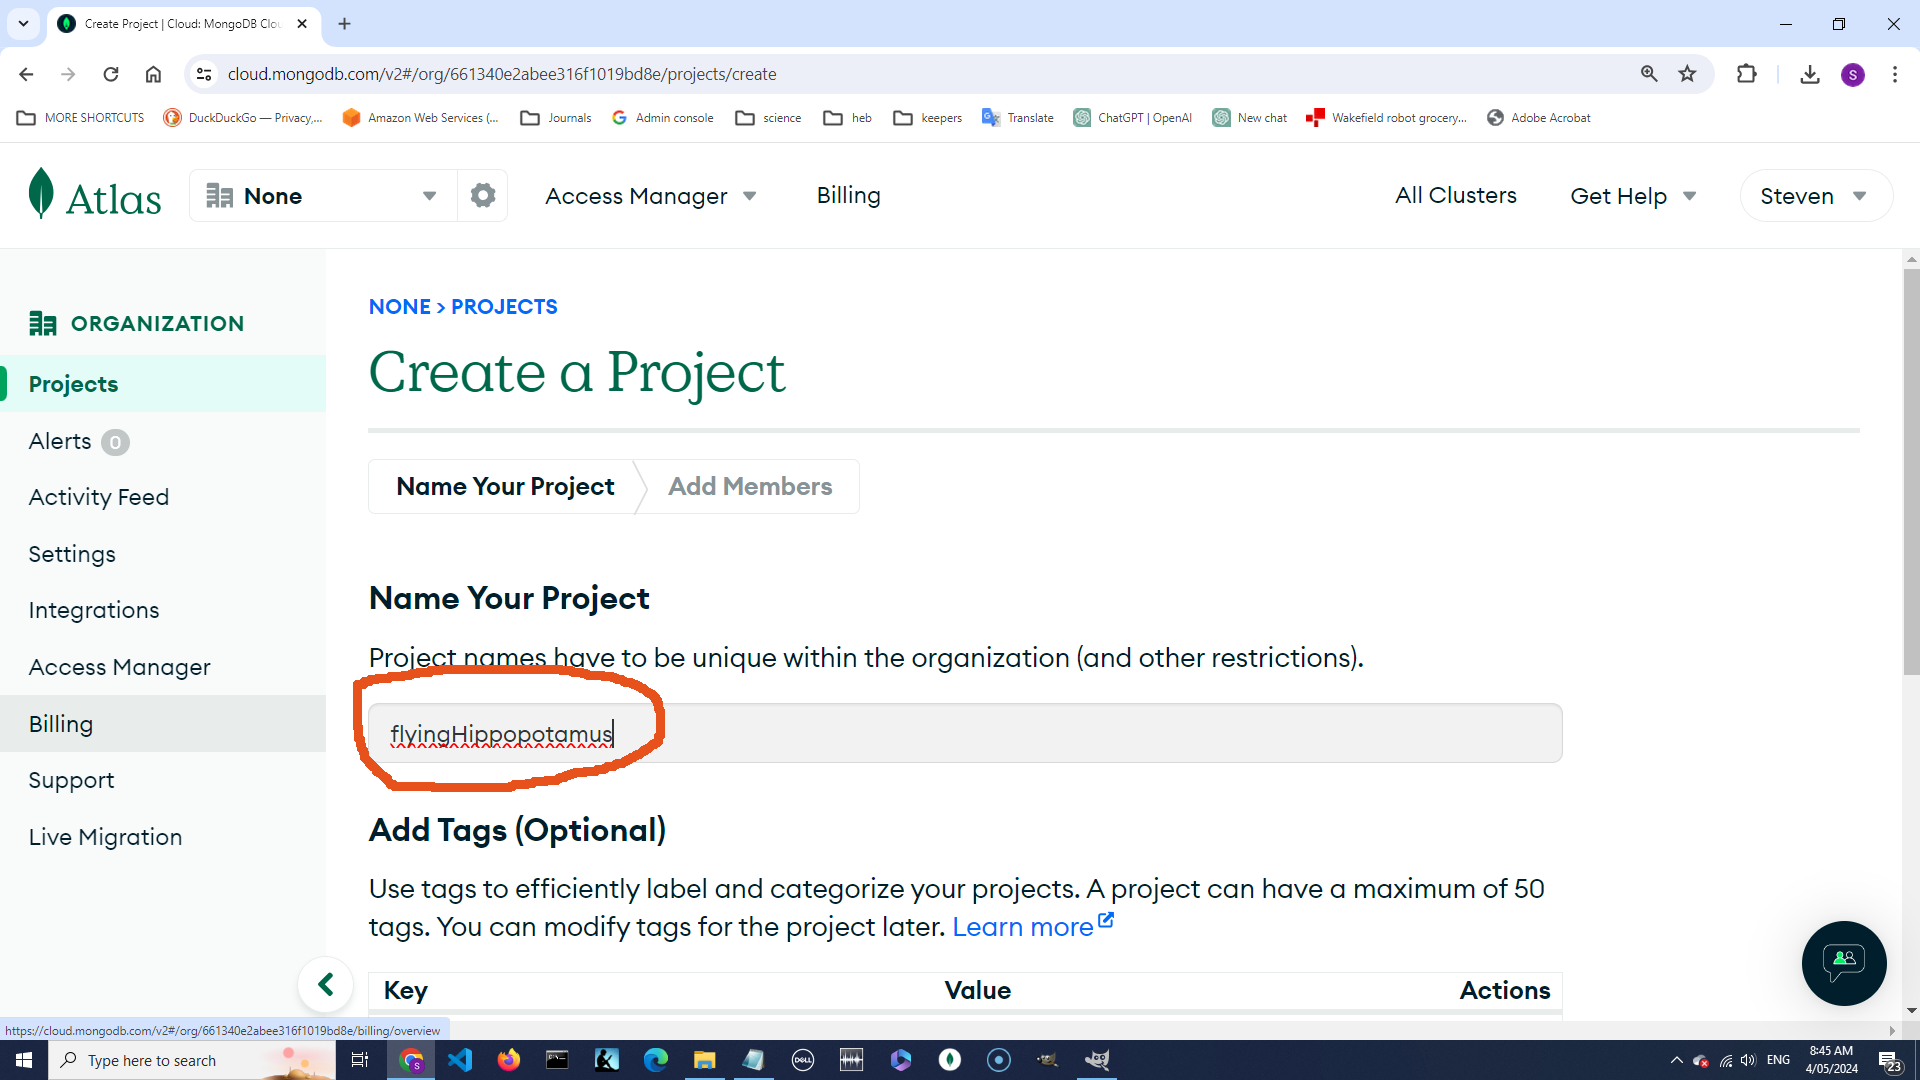 Create Project | Cloud: MongoDB Clou
cloud.mongodb.com/v2#/org/661340e2abee316f1019bd8e/projects/create
S
MORE SHORTCUTS
DuckDuckGo — Privacy,...
Amazon Web Services (...
Journals
Admin console
science
heb
keepers
Translate
ChatGPT | OpenAI
New chat
Wakefield robot grocery...
Adobe Acrobat
Atlas
None
Access Manager
Billing
All Clusters
Get Help
Steven
ORGANIZATION
Projects
Alerts 0
Activity Feed
Settings
Integrations
Access Manager
Billing
Support
Live Migration
NONE > PROJECTS
Create a Project
Name Your Project
Add Members
Name Your Project
Project names have to be unique within the organization (and other restrictions).
flyingHippopotamus
Add Tags (Optional)
Use tags to efficiently label and categorize your projects. A project can have a maximum of 50
tags. You can modify tags for the project later. Learn more
Key Value Actions
https://cloud.mongodb.com/v2#/org/661340e2abee316f1019bd8e/billing/overview
Type here to search
S
DELL
ENG
8:45 AM
4/05/2024
23